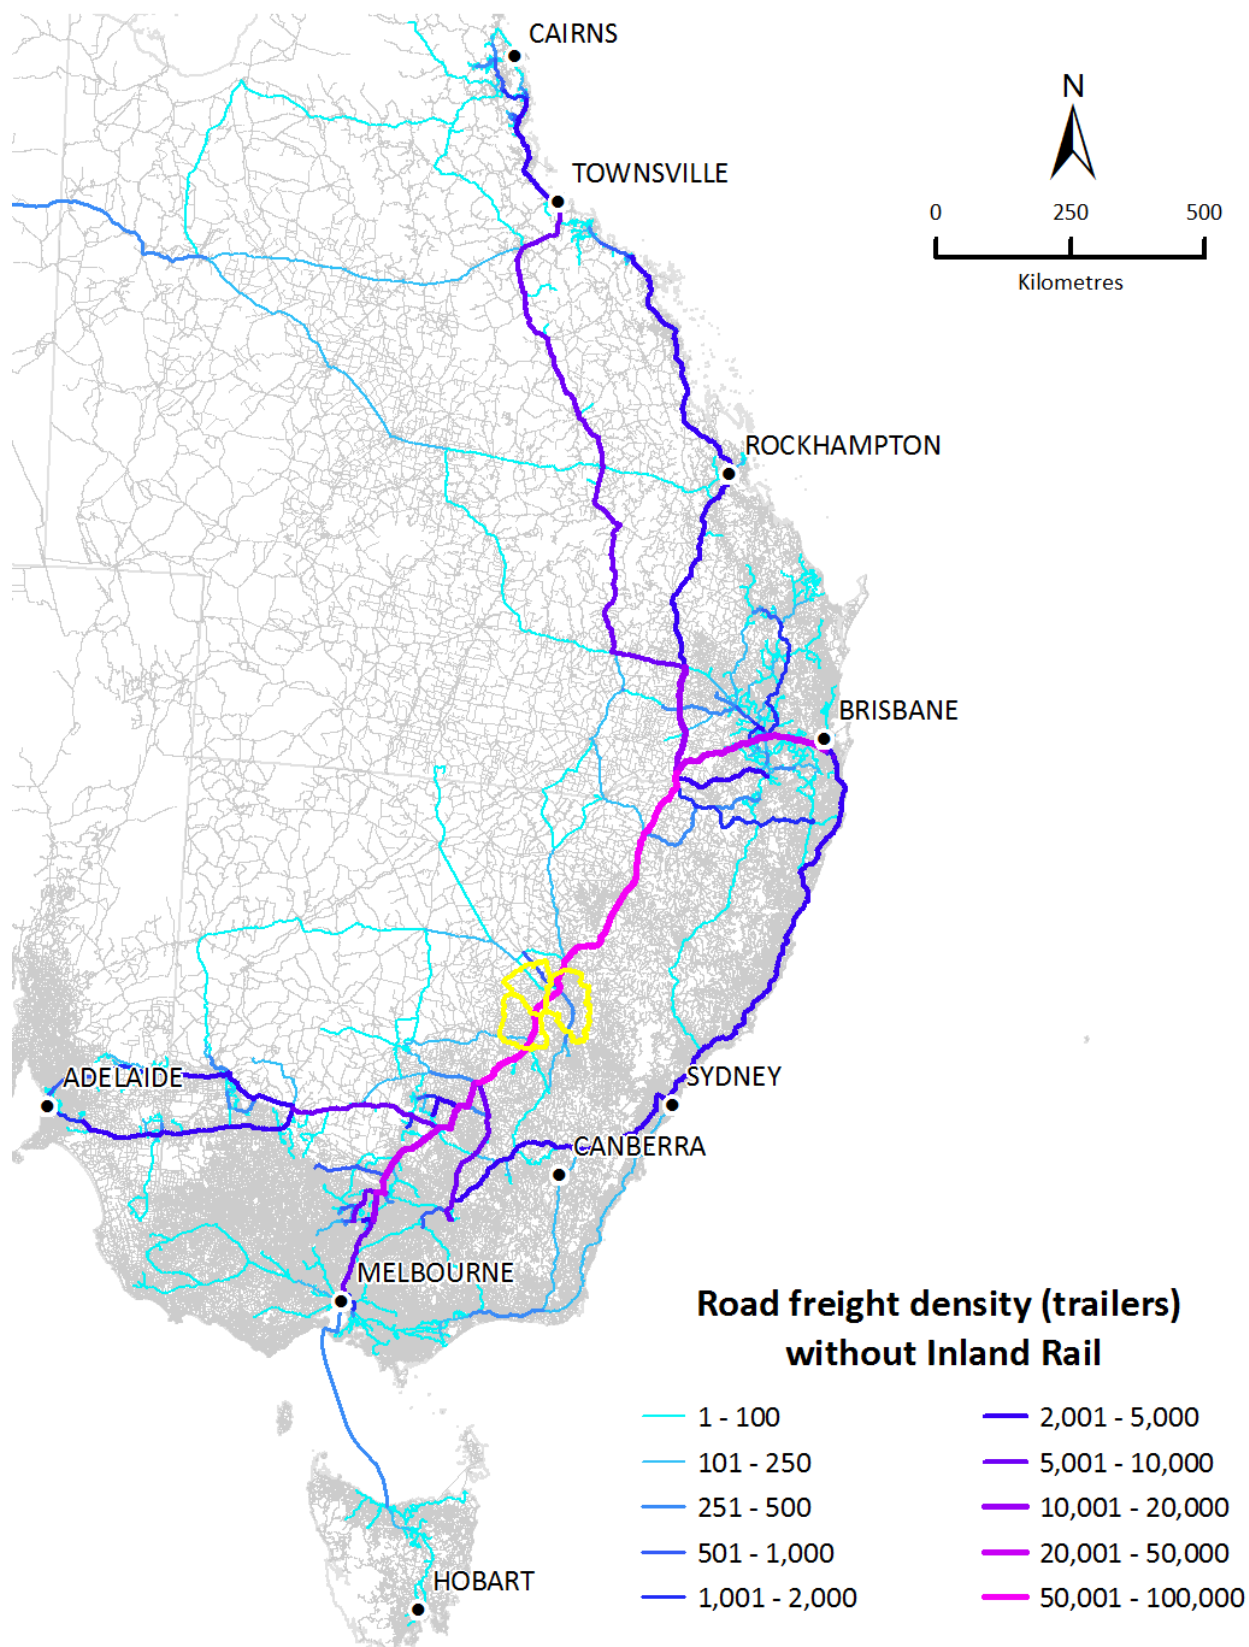 CAIRNS
N
TOWNSVILLE
0 250 500
Kilometres
ROCKHAMPTON
BRISBANE
ADELAIDE
SYDNEY
CANBERRA
MELBOURNE
Road freight density (trailers)
without Inland Rail
1 - 100
101 - 250
251 - 500
501 - 1,000
1,001 - 2,000
2,001 - 5,000
5,001 - 10,000
10,001 - 20,000
20,001 - 50,000
50,001 - 100,000
HOBART